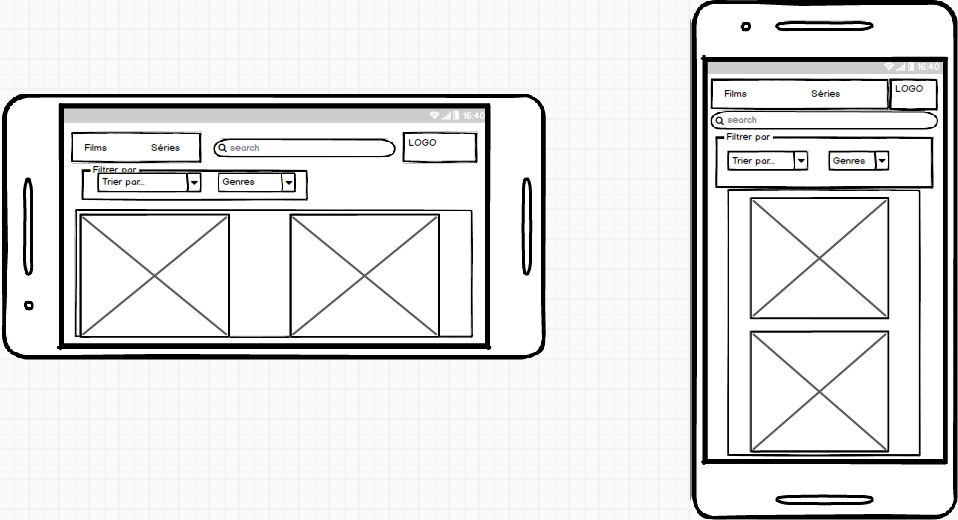 16:40
Films Séries search LOGO
Filtrer par
Trier par... Genres
16:40
Films Séries LOGO
search
Filtrer par
Trier par... Genres